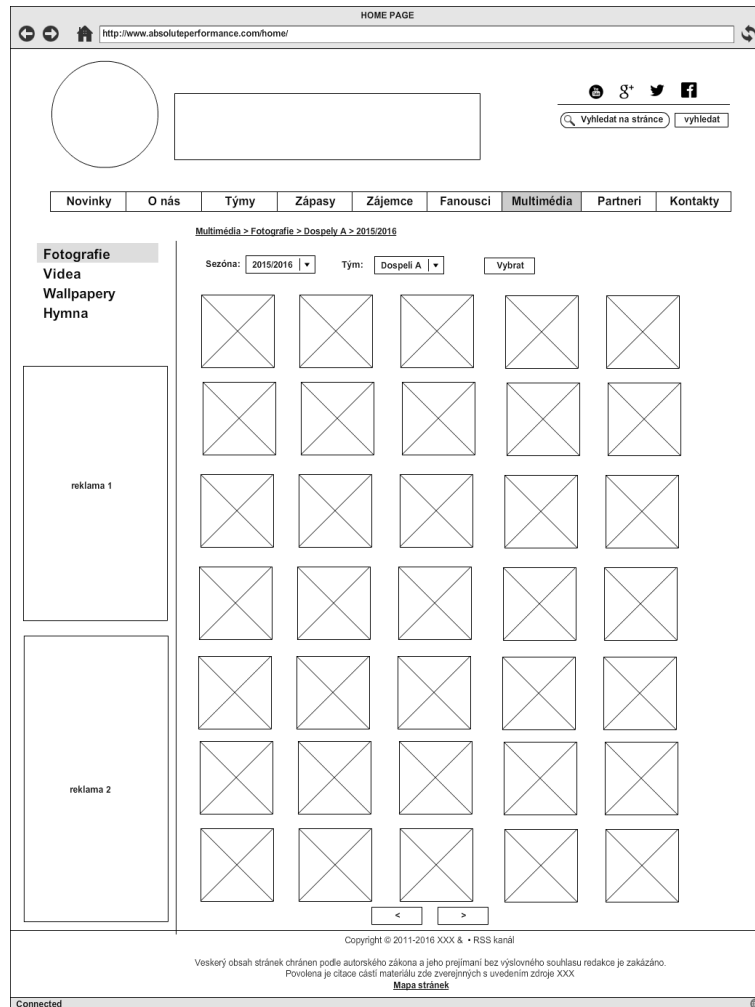 HOME PAGE
http://www.absoluteperformance.com/home/
Vyhledat na stránce vyhledat
Novinky O nás Týmy Zápasy Zájemce Fanousci Multimédia Partneri Kontakty
Multimédia > Fotografie > Dospely A > 2015/2016
Fotografie
Videa
Wallpapery
Hymna
Sezóna: 2015/2016 Tým: Dospelí A Vybrat
reklama 1
reklama 2
< >
Copyright © 2011-2016 XXX & • RSS kanál
Veskerý obsah stránek chránen podle autorského zákona a jeho prejímaní bez výslovného souhlasu redakce je zakázáno.
Povolena je citace cástí materiálu zde zverejnných s uvedením zdroje XXX
Mapa stránek
Connected